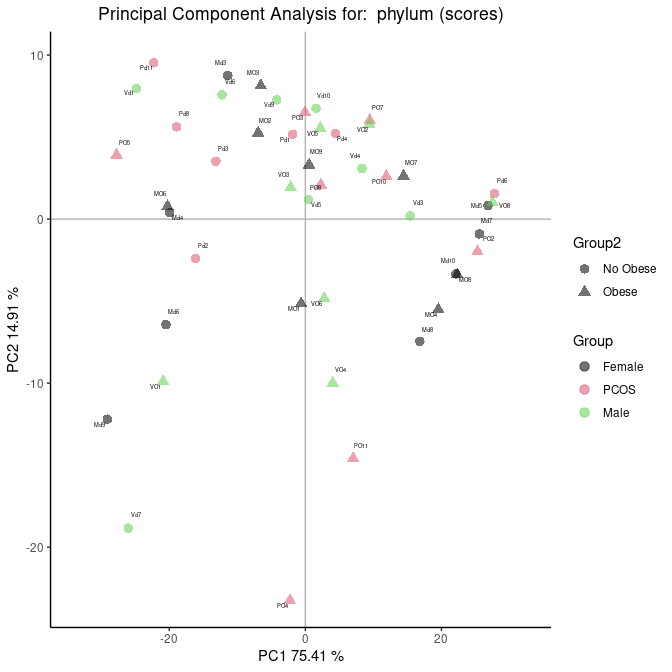 Principal Component Analysis for:  phylum (scores)
10
0
-10
-20
-20
0
20
PC1 75.41 %
PC2 14.91 %
Pd11
Md3
MO3
Vd1
Vd6
Vd9
Vd10
PO3
PO7
Pd8
MO2
Pd1
VO5
Pd4
VO2
PO5
Pd3
MO9
Vd4
MO7
VO3
PO10
MO6
Md4
Vd5
Vd3
Pd6
Md5
VO8
Md7
PO2
Pd2
Md10
MO8
MO1
VO6
MO4
Md6
Md8
VO1
VO4
Md9
PO11
Vd7
PO4
Group2
No Obese
Obese
Group
Female
PCOS
Male